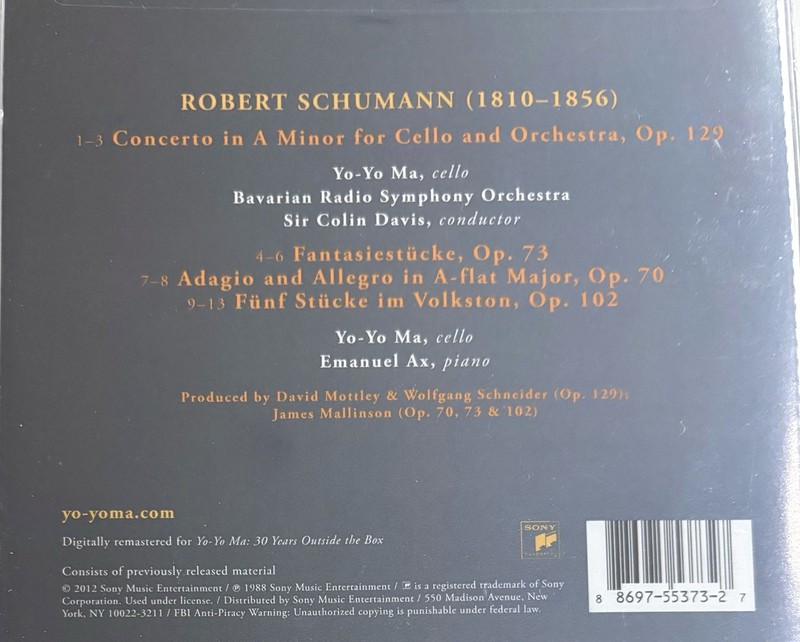 ROBERT SCHUMANN (1810–1856)
1–3 Concerto in A Minor for Cello and Orchestra, Op. 129
Yo-Yo Ma, cello
Bavarian Radio Symphony Orchestra
Sir Colin Davis, conductor
4–6 Fantasiestücke, Op. 73
7–8 Adagio and Allegro in A-flat Major, Op. 70
9–13 Fünf Stücke im Volkston, Op. 102
Yo-Yo Ma, cello
Emanuel Ax, piano
Produced by David Mottley & Wolfgang Schneider (Op. 129);
James Mallinson (Op. 70, 73 & 102)
yo-yoma.com
Digitally remastered for Yo-Yo Ma: 30 Years Outside the Box
SONY
Consists of previously released material
© 2012 Sony Music Entertainment / ℗ 1988 Sony Music Entertainment / is a registered trademark of Sony
Corporation. Used under license. / Distributed by Sony Music Entertainment / 550 Madison Avenue, New
York, NY 10022-3211 / FBI Anti-Piracy Warning: Unauthorized copying is punishable under federal law.
8 8697-55373-2 7